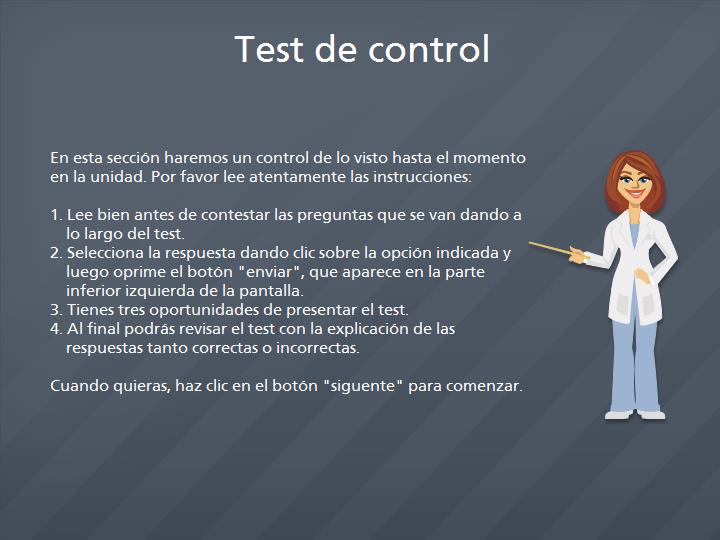 Test de control
En esta sección haremos un control de lo visto hasta el momento
en la unidad. Por favor lee atentamente las instrucciones:
1. Lee bien antes de contestar las preguntas que se van dando a
lo largo del test.
2. Selecciona la respuesta dando clic sobre la opción indicada y
luego oprime el botón "enviar", que aparece en la parte
inferior izquierda de la pantalla.
3. Tienes tres oportunidades de presentar el test.
4. Al final podrás revisar el test con la explicación de las
respuestas tanto correctas o incorrectas.
Cuando quieras, haz clic en el botón "siguente" para comenzar.